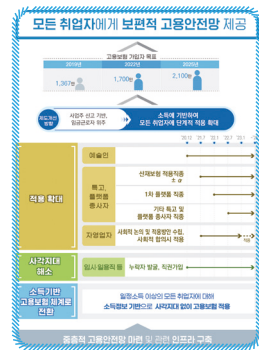 모든 취업자에게 보편적 고용안전망 제공
고용보험 가입자 목표
2019년 2022년 2025년
1,367만 1,700만 2,100만
제도개선 방향
사업주 신고 기반,
임금근로자 위주
소득에 기반하여
모든 취업자에 단계적 적용 확대
적용 확대
예술인
특고,
플랫폼
종사자
산재보험 적용직종
± α
1차 플랫폼 직종
기타 특고 및
플랫폼 종사자 직종
자영업자
사회적 논의 및 적용방안 수립,
사회적 합의시 적용
사각지대
해소
임시·일용직 등
누락자 발굴, 직권가입
소득기반
고용보험 체계로
전환
일정소득 이상의 모든 취업자에 대해
소득정보 기반으로 사각지대 없이 고용보험 적용
중층적 고용안전망 마련 및 관련 인프라 구축